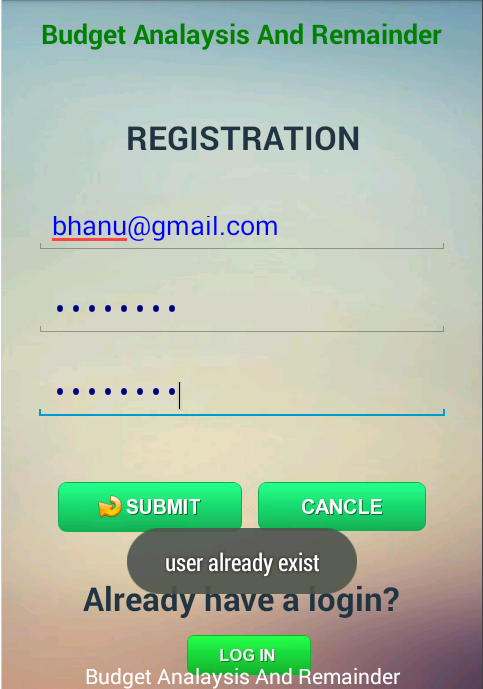 Budget Analaysis And Remainder
REGISTRATION
bhanu@gmail.com
••••••••
••••••••
SUBMIT CANCLE
user already exist
Already have a login?
LOG IN
Budget Analaysis And Remainder